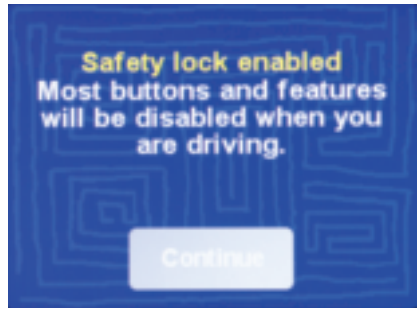 Safety lock enabled
Most buttons and features
will be disabled when you
are driving.
Continue